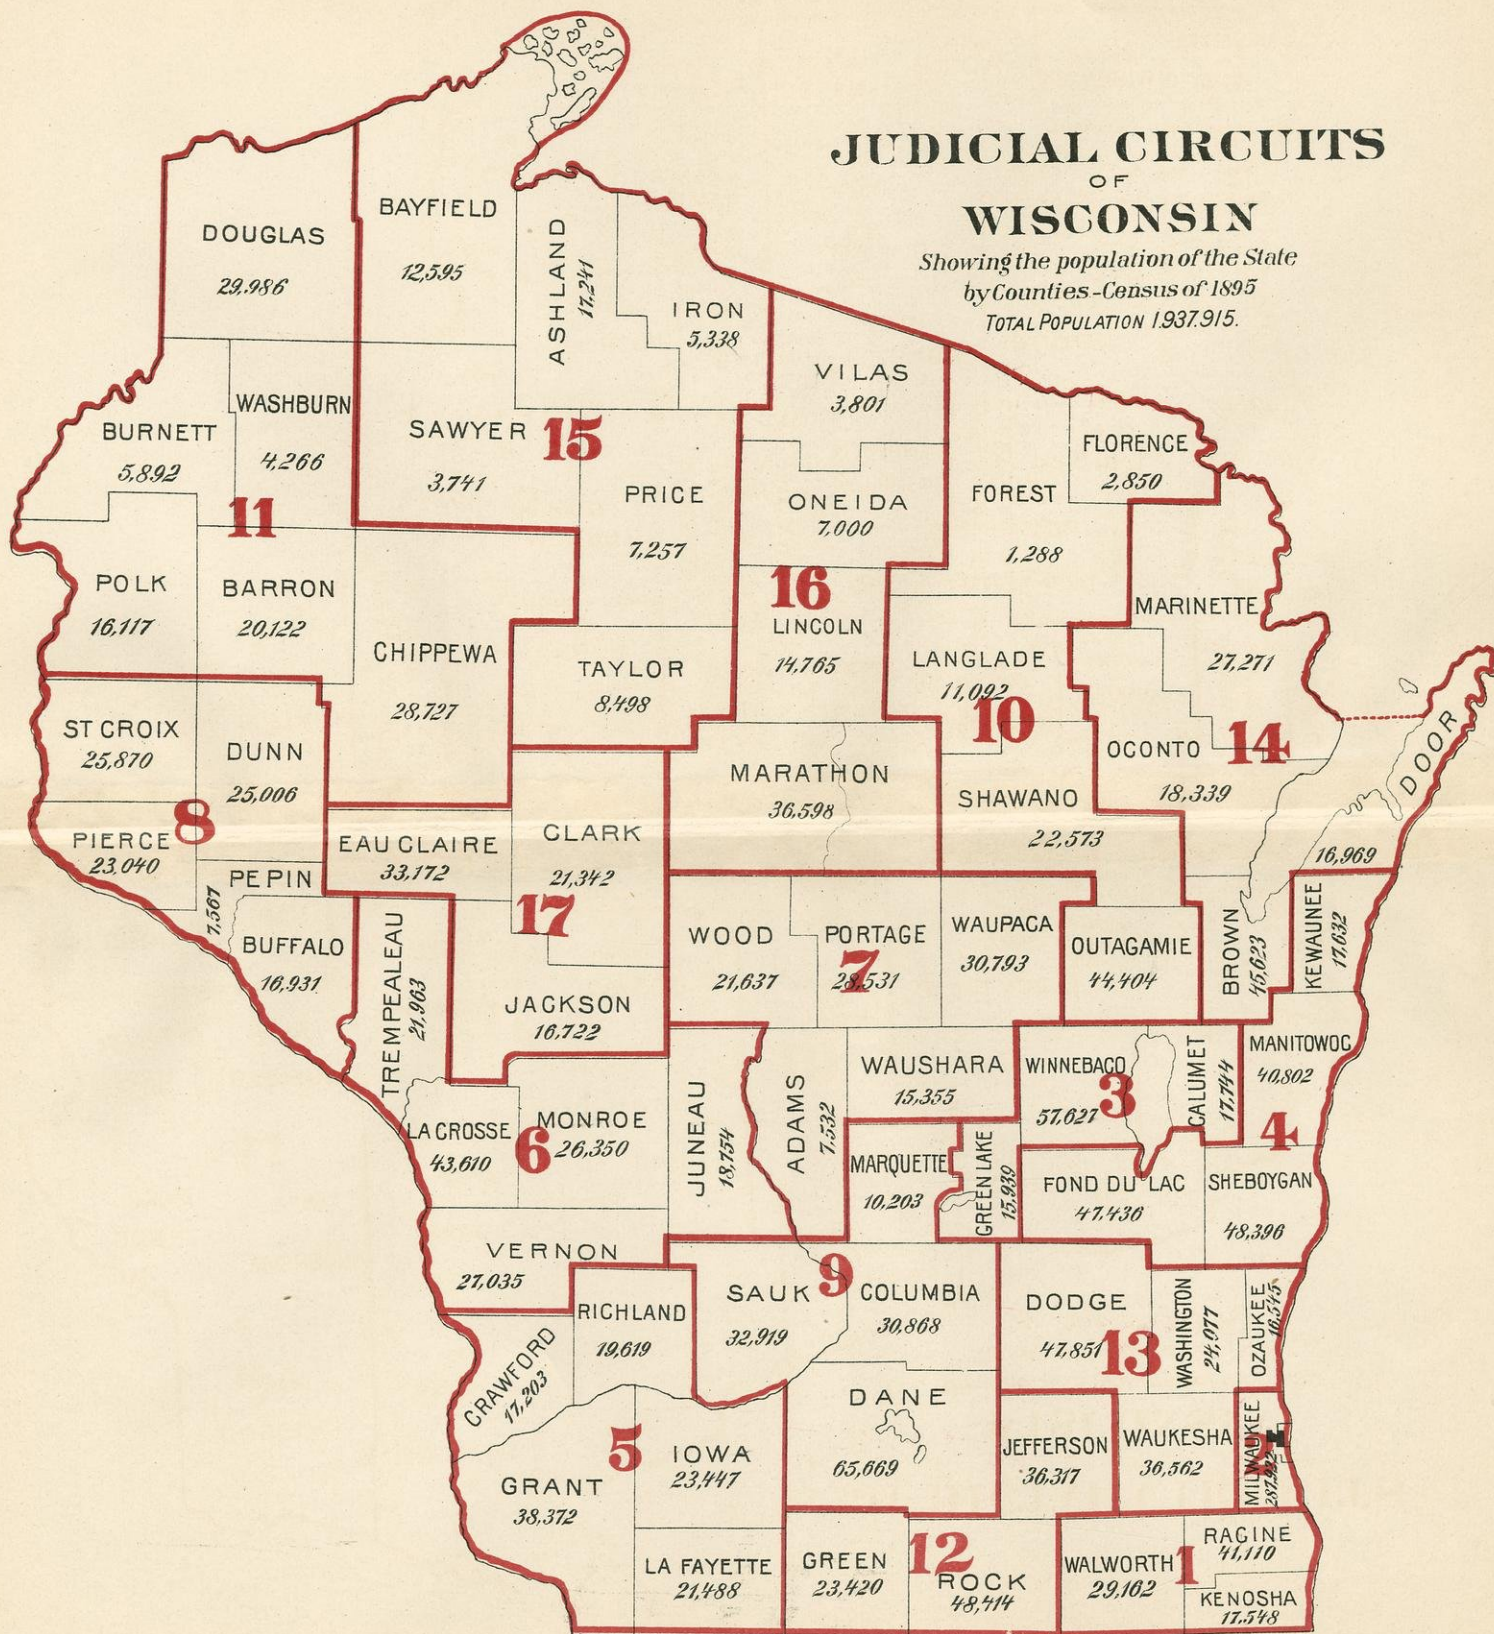 JUDICIAL CIRCUITS
OF
WISCONSIN
Showing the population of the State
by Counties-Census of 1895
TOTAL POPULATION 1.937.915.
DOUGLAS
29.986
BAYFIELD
12,595
ASHLAND
17,241
IRON
5,338
VILAS
3,801
BURNETT
5,892
WASHBURN
4,266
11
SAWYER
3,741
15
PRICE
7,257
ONEIDA
7,000
FOREST
1,288
FLORENCE
2,850
POLK
16,117
BARRON
20,122
CHIPPEWA
28,727
TAYLOR
8,498
16
LINCOLN
14,765
LANGLADE
11,092
10
MARINETTE
27,271
14
OCONTO
18,339
DOOR
16,969
ST CROIX
25,870
DUNN
25,006
8
PIERCE
23,040
PEPIN
7,567
EAU CLAIRE
33,172
CLARK
21,342
17
MARATHON
36,598
SHAWANO
22,573
BUFFALO
16,931
TREMPEALEAU
21,963
JACKSON
16,722
WOOD
21,637
PORTAGE
28,531
7
WAUPACA
30,793
OUTAGAMIE
44,404
BROWN
45,623
KEWAUNEE
17,632
LA CROSSE
43,610
6
MONROE
26,350
JUNEAU
18,754
ADAMS
7,532
WAUSHARA
15,355
WINNEBAGO
57,627
3
CALUMET
17,744
MANITOWOC
40,802
4
MARQUETTE
10,203
GREEN LAKE
15,939
FOND DU LAC
47,436
SHEBOYGAN
48,396
VERNON
27,035
RICHLAND
19,619
SAUK
32,919
9
COLUMBIA
30,868
DODGE
47,851
13
WASHINGTON
24,077
OZAUKEE
16,545
CRAWFORD
17,203
GRANT
38,372
5
IOWA
23,447
DANE
65,669
JEFFERSON
36,317
WAUKESHA
36,562
MILWAUKEE
2
LA FAYETTE
21,488
GREEN
23,420
12
ROCK
48,414
WALWORTH
29,162
1
RACINE
41,110
KENOSHA
17,548